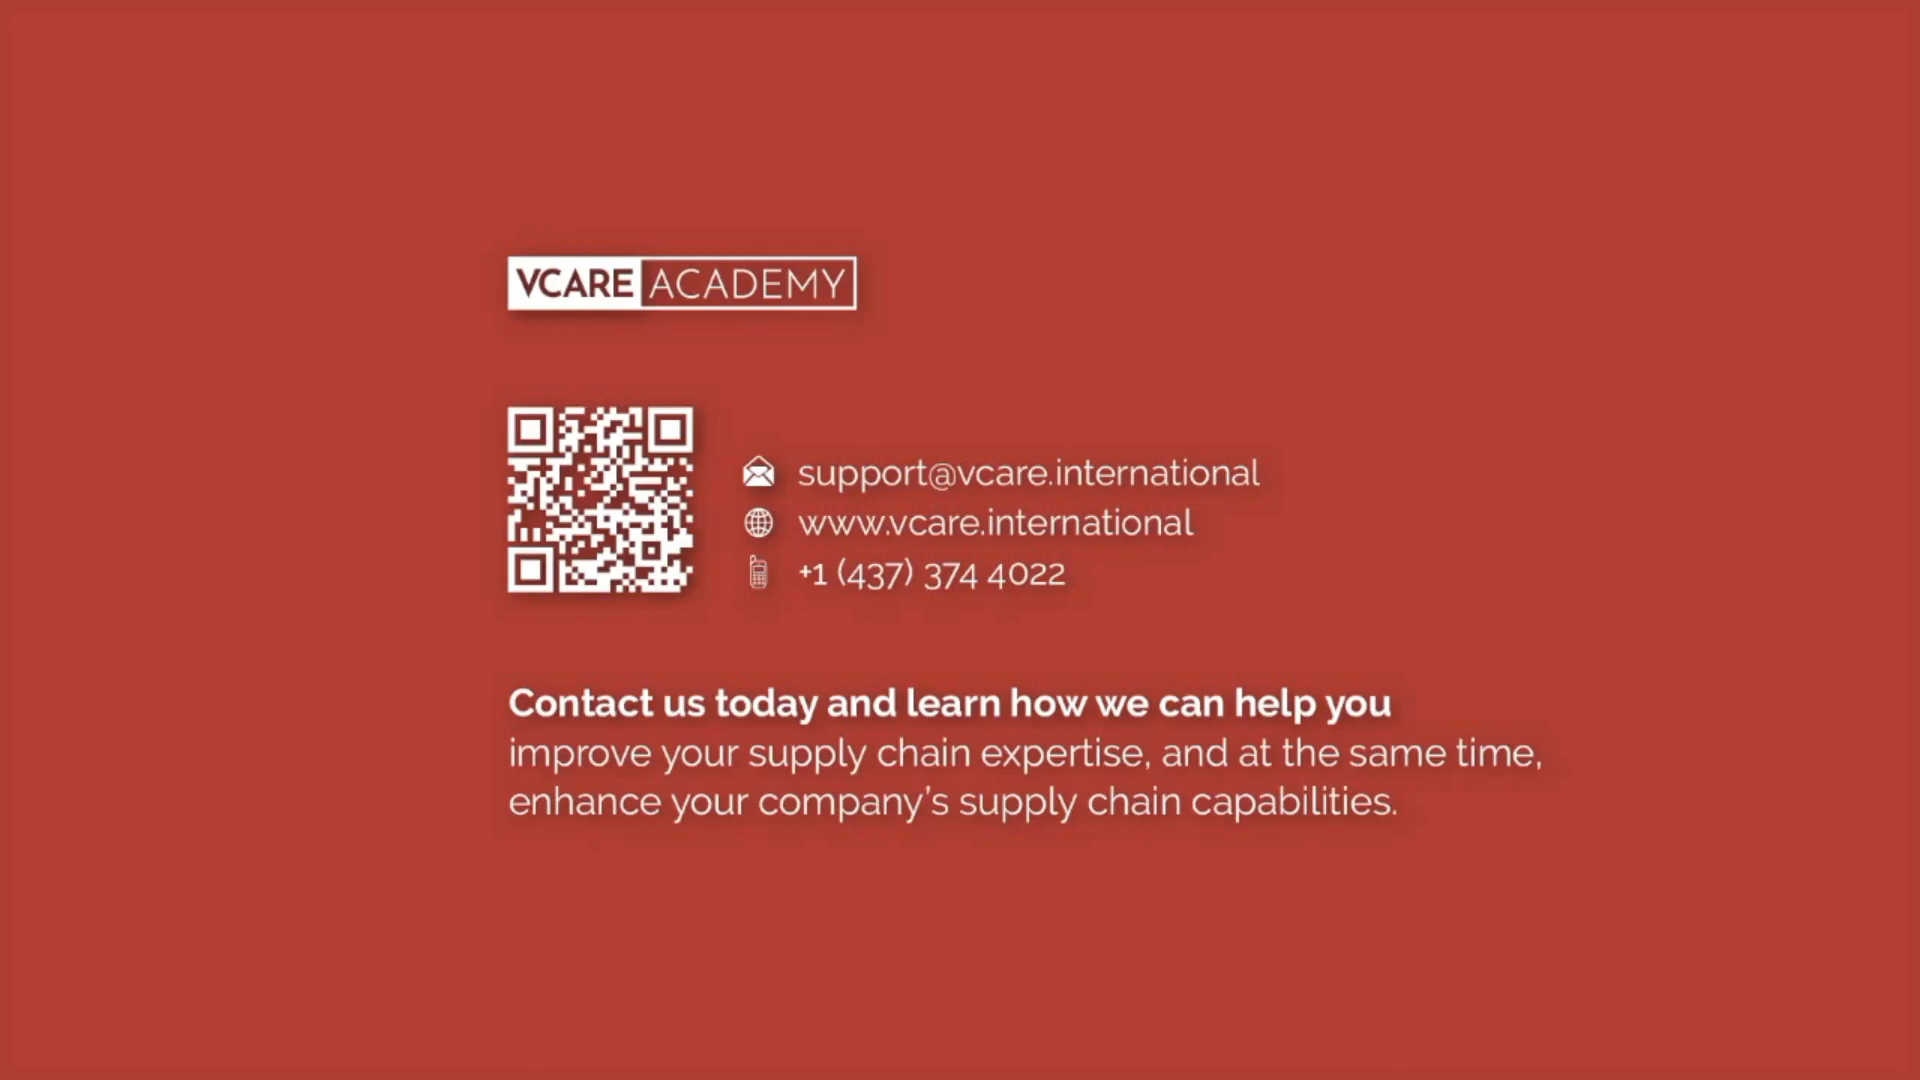 VCARE ACADEMY
support@vcare.international
www.vcare.international
+1 (437) 374 4022
Contact us today and learn how we can help you
improve your supply chain expertise, and at the same time,
enhance your company’s supply chain capabilities.